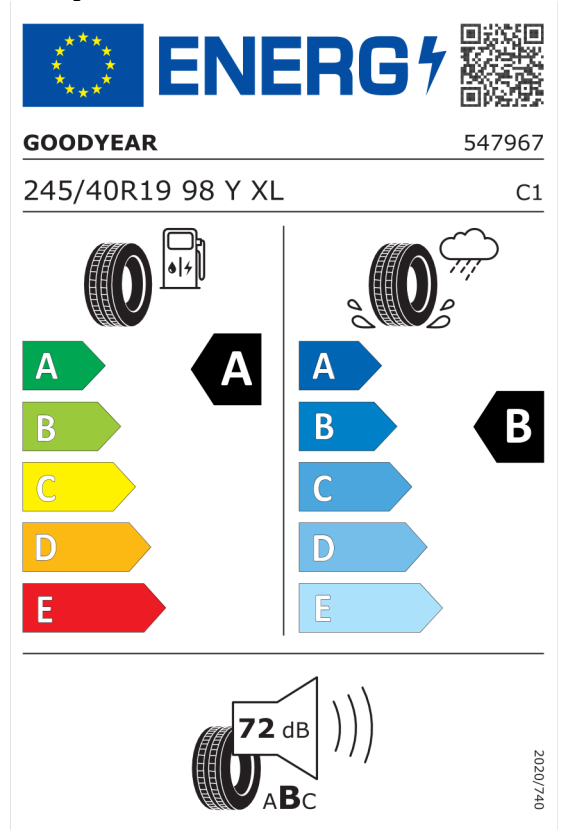 ENERG
GOODYEAR 547967
245/40R19 98 Y XL C1
A A A
B B B
C C
D D
E E
72 dB
ABC
2020/740